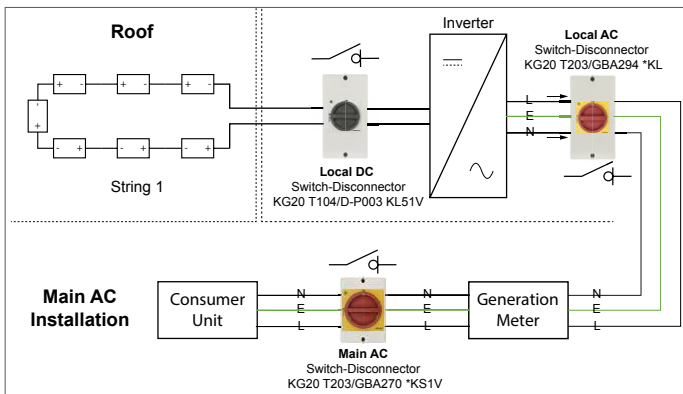 Roof
+ - + - + -
-
+
- + - + - +
String 1
Local DC
Switch-Disconnector
KG20 T104/D-P003 KL51V
Inverter
L
E
N
Local AC
Switch-Disconnector
KG20 T203/GBA294 *KL
Main AC
Installation
Consumer
Unit
N N N
E E E
L L L
Generation
Meter
Main AC
Switch-Disconnector
KG20 T203/GBA270 *KS1V